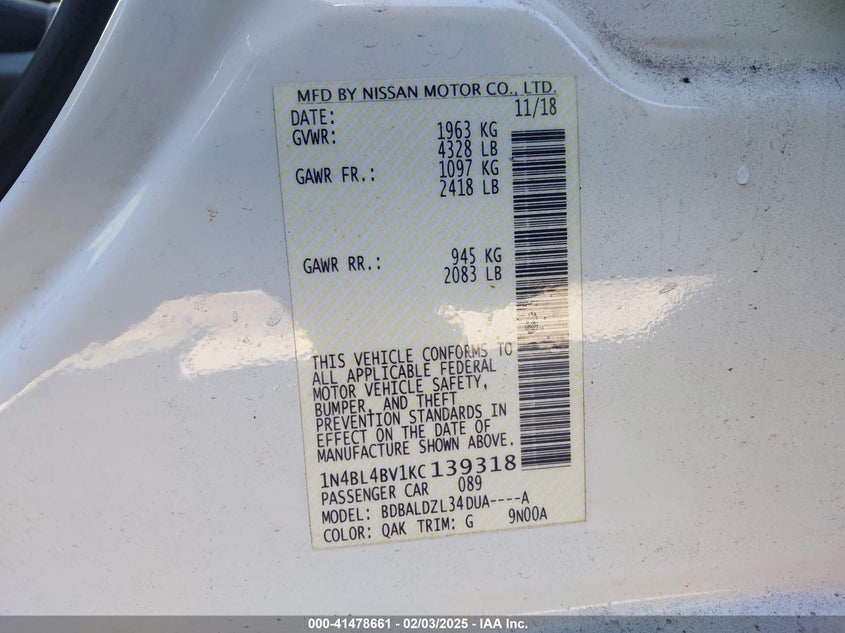 MFD BY NISSAN MOTOR CO., LTD.
DATE: 11/18
GVWR: 1963 KG
4328 LB
GAWR FR.: 1097 KG
2418 LB
GAWR RR.: 945 KG
2083 LB
THIS VEHICLE CONFORMS TO
ALL APPLICABLE FEDERAL
MOTOR VEHICLE SAFETY,
BUMPER, AND THEFT
PREVENTION STANDARDS IN
EFFECT ON THE DATE OF
MANUFACTURE SHOWN ABOVE.
1N4BL4BV1KC139318
PASSENGER CAR 089
MODEL: BDBALDZL34DUA----A
COLOR: QAK TRIM: G 9N00A
000-41478661 - 02/03/2025 - IAA Inc.